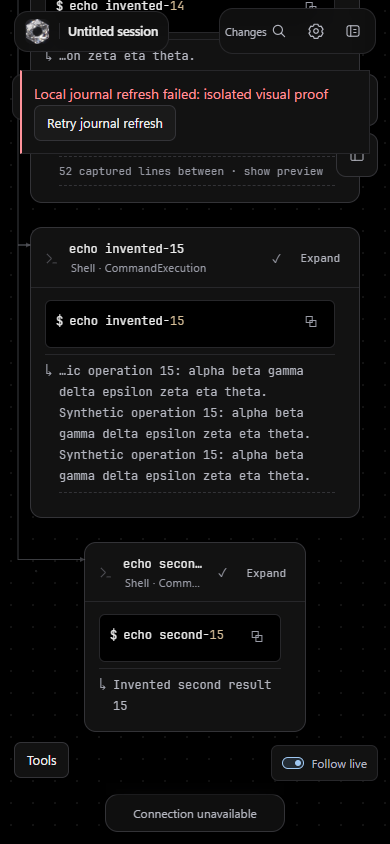 $ echo invented-14
Untitled session
Changes
↳ …on zeta eta theta.
Local journal refresh failed: isolated visual proof
Retry journal refresh
52 captured lines between · show preview
echo invented-15
Shell · CommandExecution
✓ Expand
$ echo invented-15
↳ …ic operation 15: alpha beta gamma
delta epsilon zeta eta theta.
Synthetic operation 15: alpha beta
gamma delta epsilon zeta eta theta.
Synthetic operation 15: alpha beta
gamma delta epsilon zeta eta theta.
echo secon…
Shell · Comm…
✓ Expand
$ echo second-15
↳ Invented second result
15
Tools
Follow live
Connection unavailable